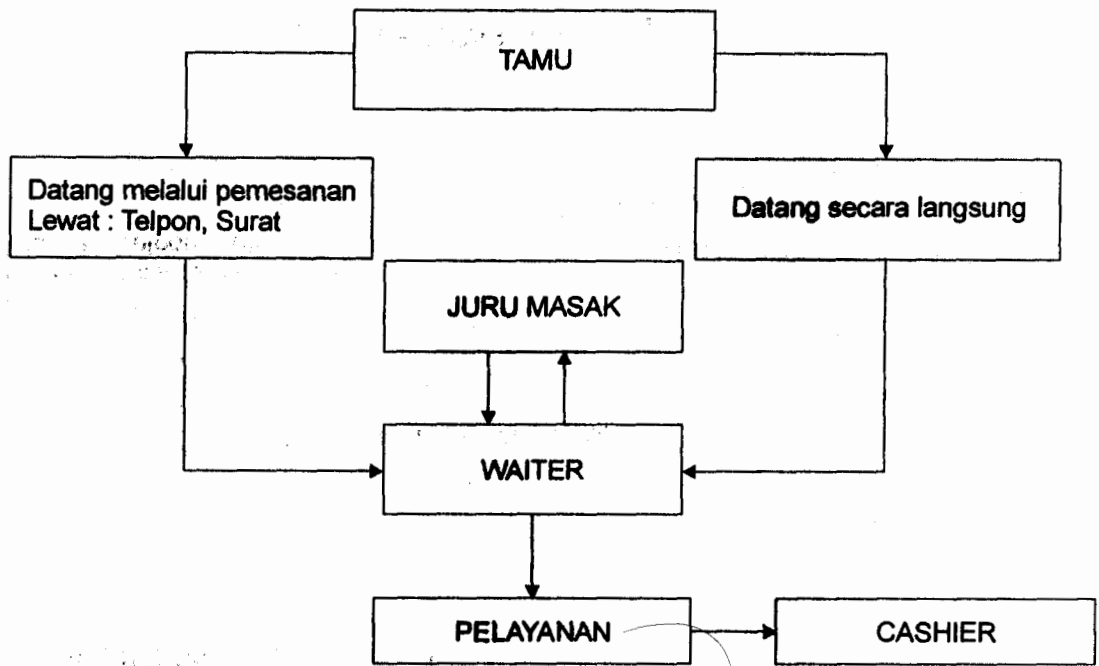 TAMU
Datang melalui pemesanan
Lewat : Telpon, Surat
Datang secara langsung
JURU MASAK
WAITER
PELAYANAN
CASHIER